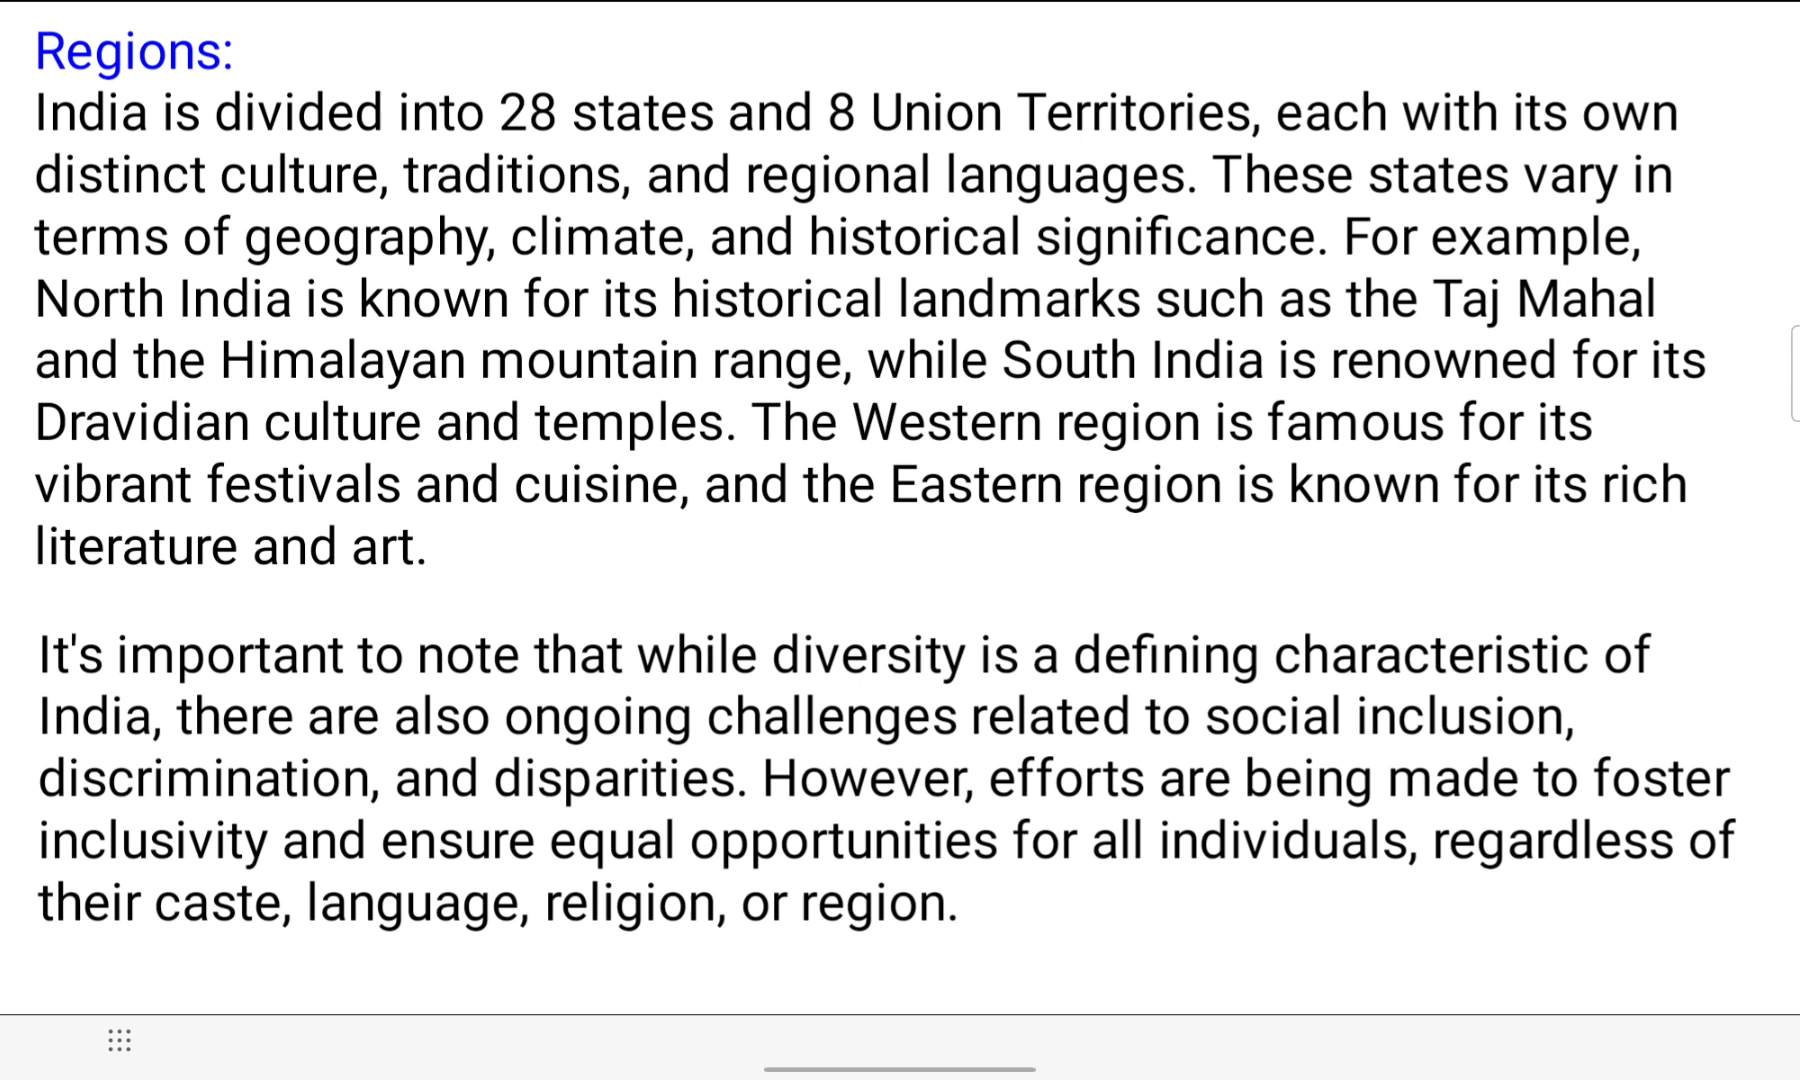 Regions:
India is divided into 28 states and 8 Union Territories, each with its own
distinct culture, traditions, and regional languages. These states vary in
terms of geography, climate, and historical significance. For example,
North India is known for its historical landmarks such as the Taj Mahal
and the Himalayan mountain range, while South India is renowned for its
Dravidian culture and temples. The Western region is famous for its
vibrant festivals and cuisine, and the Eastern region is known for its rich
literature and art.
It's important to note that while diversity is a defining characteristic of
India, there are also ongoing challenges related to social inclusion,
discrimination, and disparities. However, efforts are being made to foster
inclusivity and ensure equal opportunities for all individuals, regardless of
their caste, language, religion, or region.